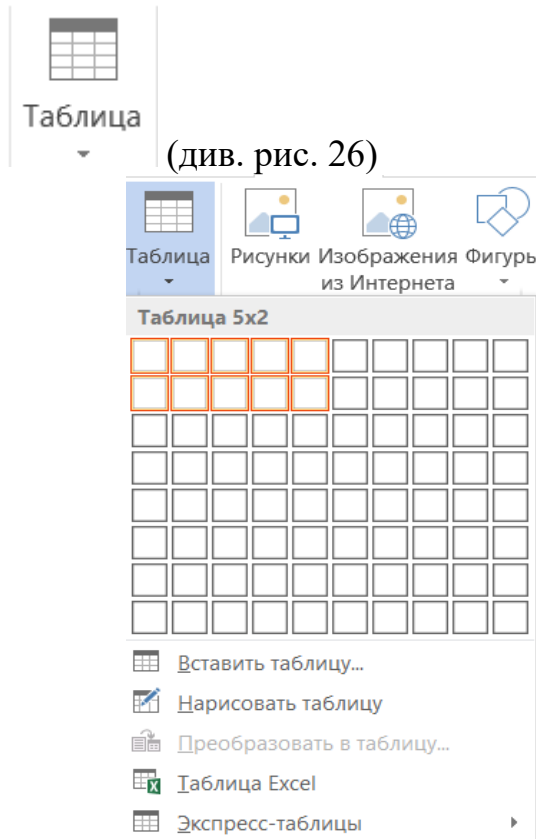 Таблица
(див. рис. 26)
Таблица Рисунки Изображения Фигуры
из Интернета
Таблица 5x2
Вставить таблицу...
Нарисовать таблицу
Преобразовать в таблицу...
Таблица Excel
Экспресс-таблицы